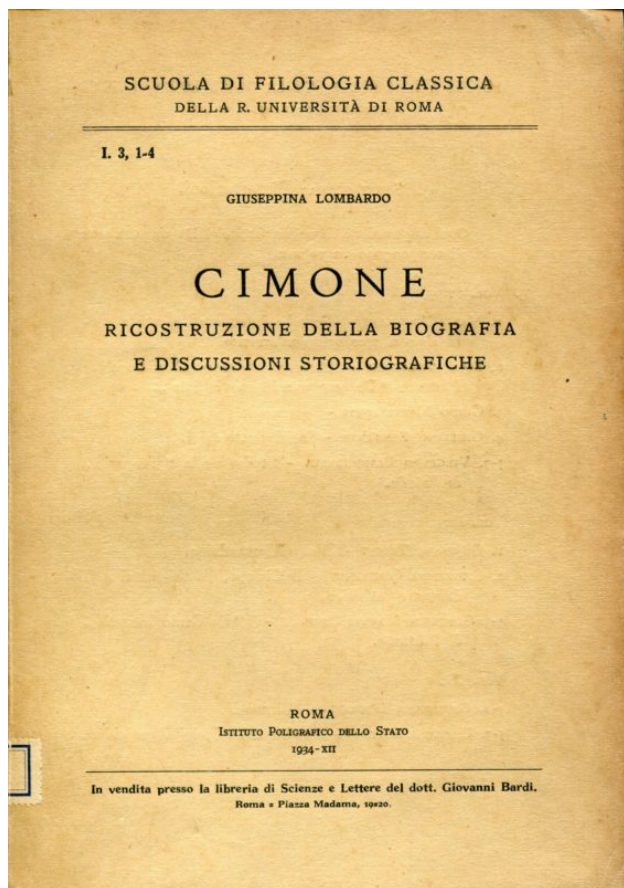 SCUOLA DI FILOLOGIA CLASSICA
DELLA R. UNIVERSITÀ DI ROMA
I. 3, 1-4
GIUSEPPINA LOMBARDO
CIMONE
RICOSTRUZIONE DELLA BIOGRAFIA
E DISCUSSIONI STORIOGRAFICHE
ROMA
ISTITUTO POLIGRAFICO DELLO STATO
1934-XII
In vendita presso la libreria di Scienze e Lettere del dott. Giovanni Bardi.
Roma = Piazza Madama, 19=20.